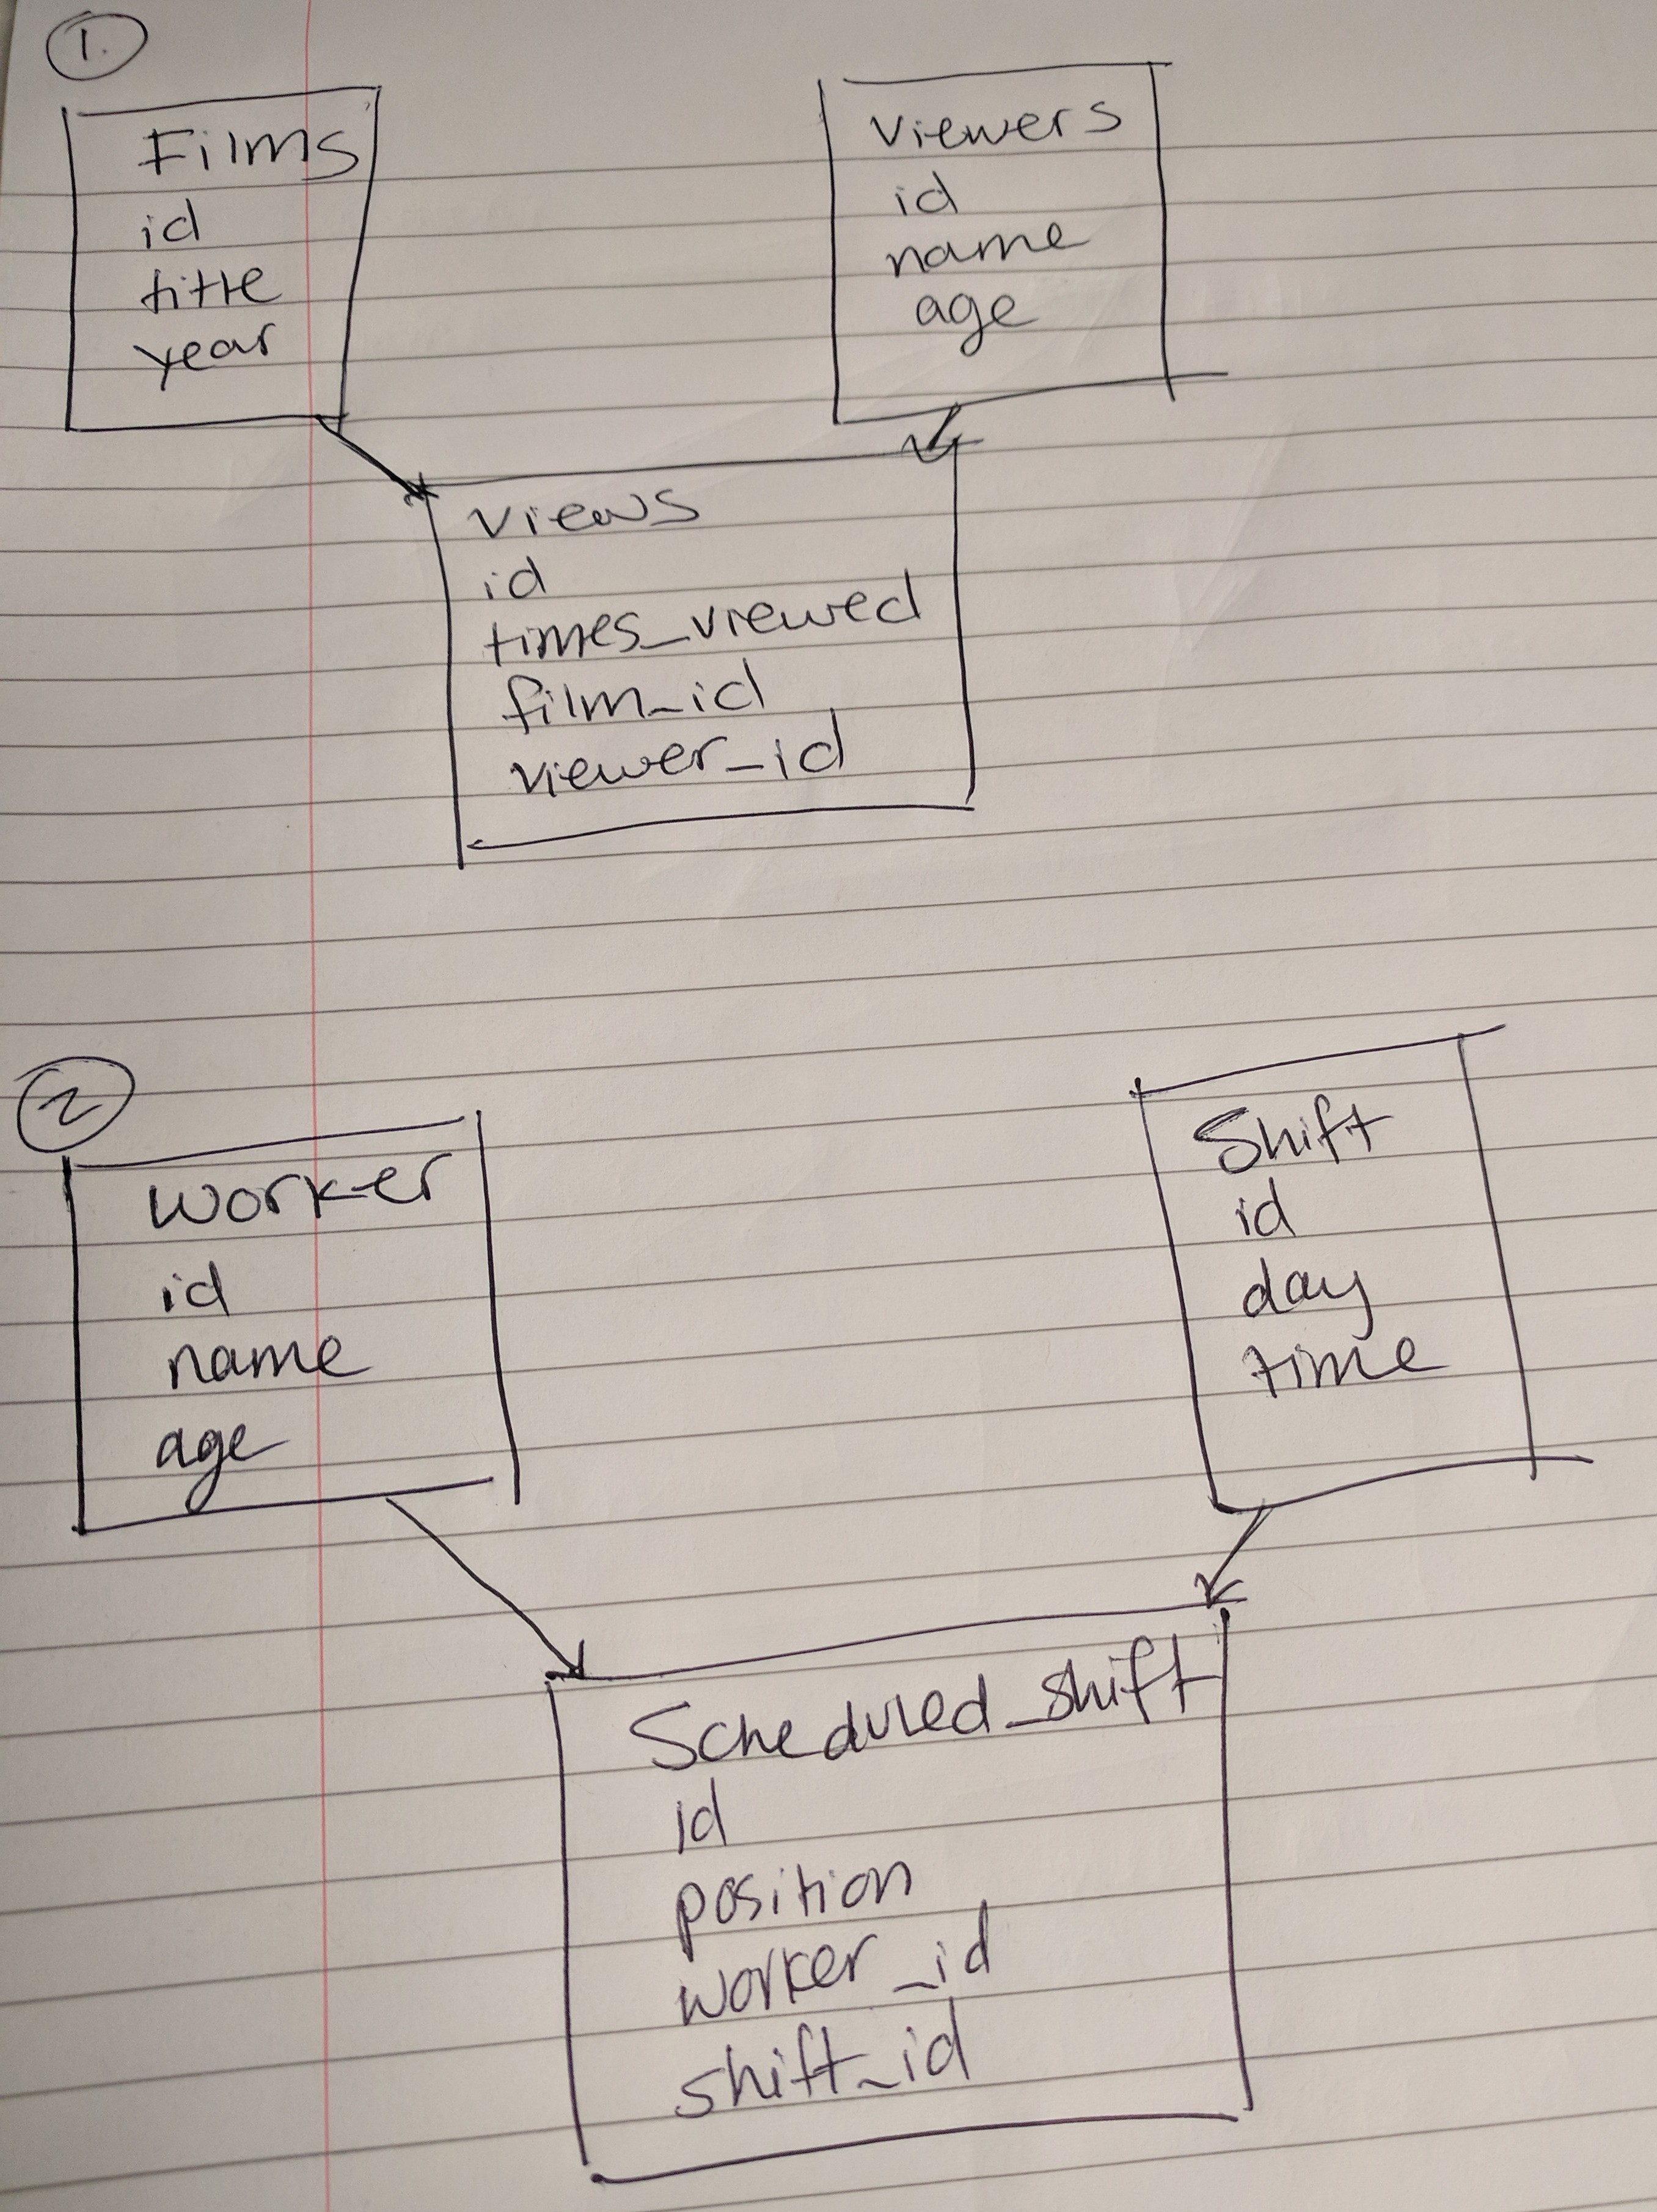 1.
Films
id
title
year
Viewers
id
name
age
views
id
times_viewed
film_id
viewer_id
2
Worker
id
name
age
Shift
id
day
time
Scheduled_shift
id
position
worker_id
shift_id